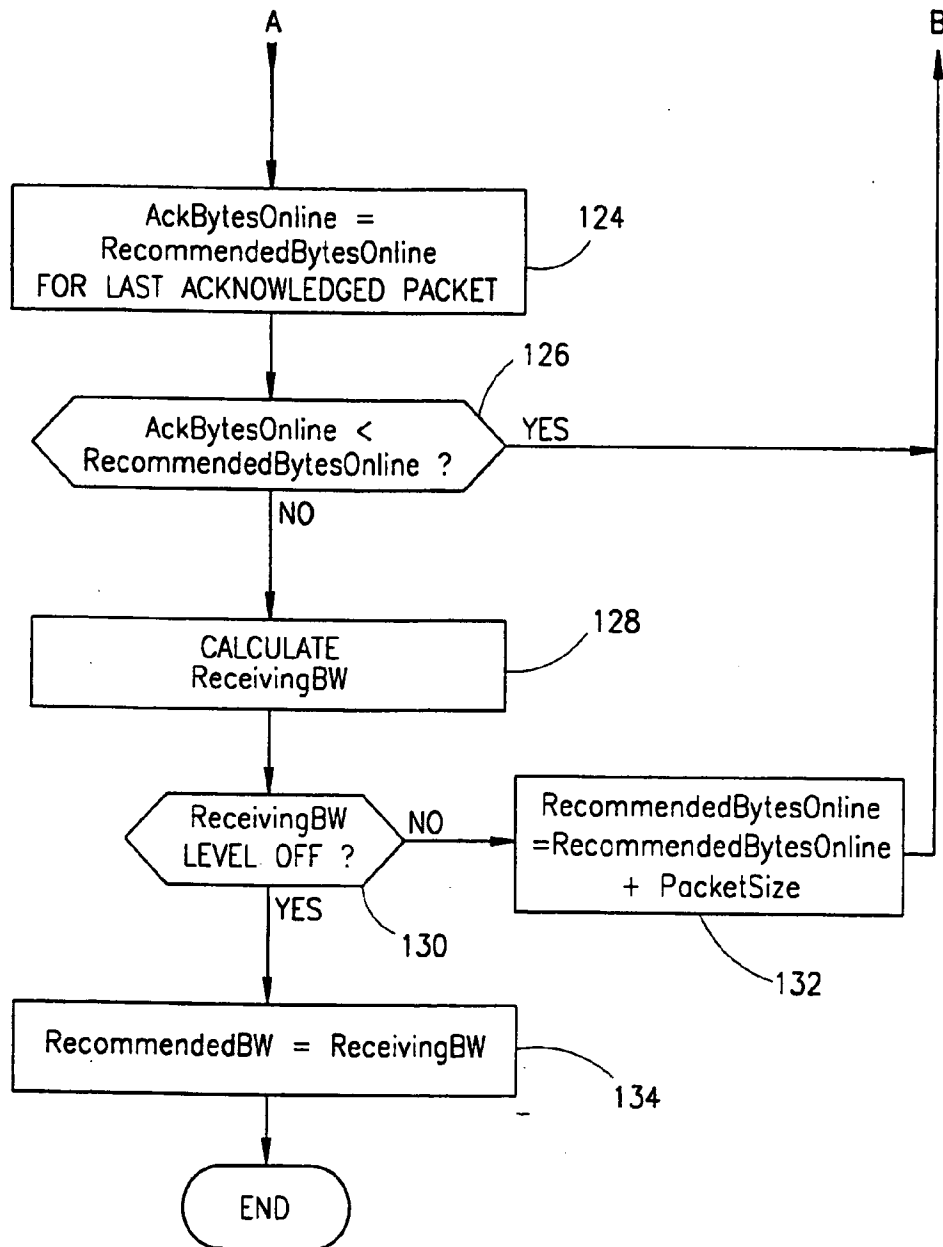 A
B
AckBytesOnline =
RecommendedBytesOnline
FOR LAST ACKNOWLEDGED PACKET
124
126
AckBytesOnline <
RecommendedBytesOnline ?
YES
NO
CALCULATE
ReceivingBW
128
ReceivingBW
LEVEL OFF ?
NO
YES
130
RecommendedBytesOnline
=RecommendedBytesOnline
+ PacketSize
132
RecommendedBW = ReceivingBW
134
END